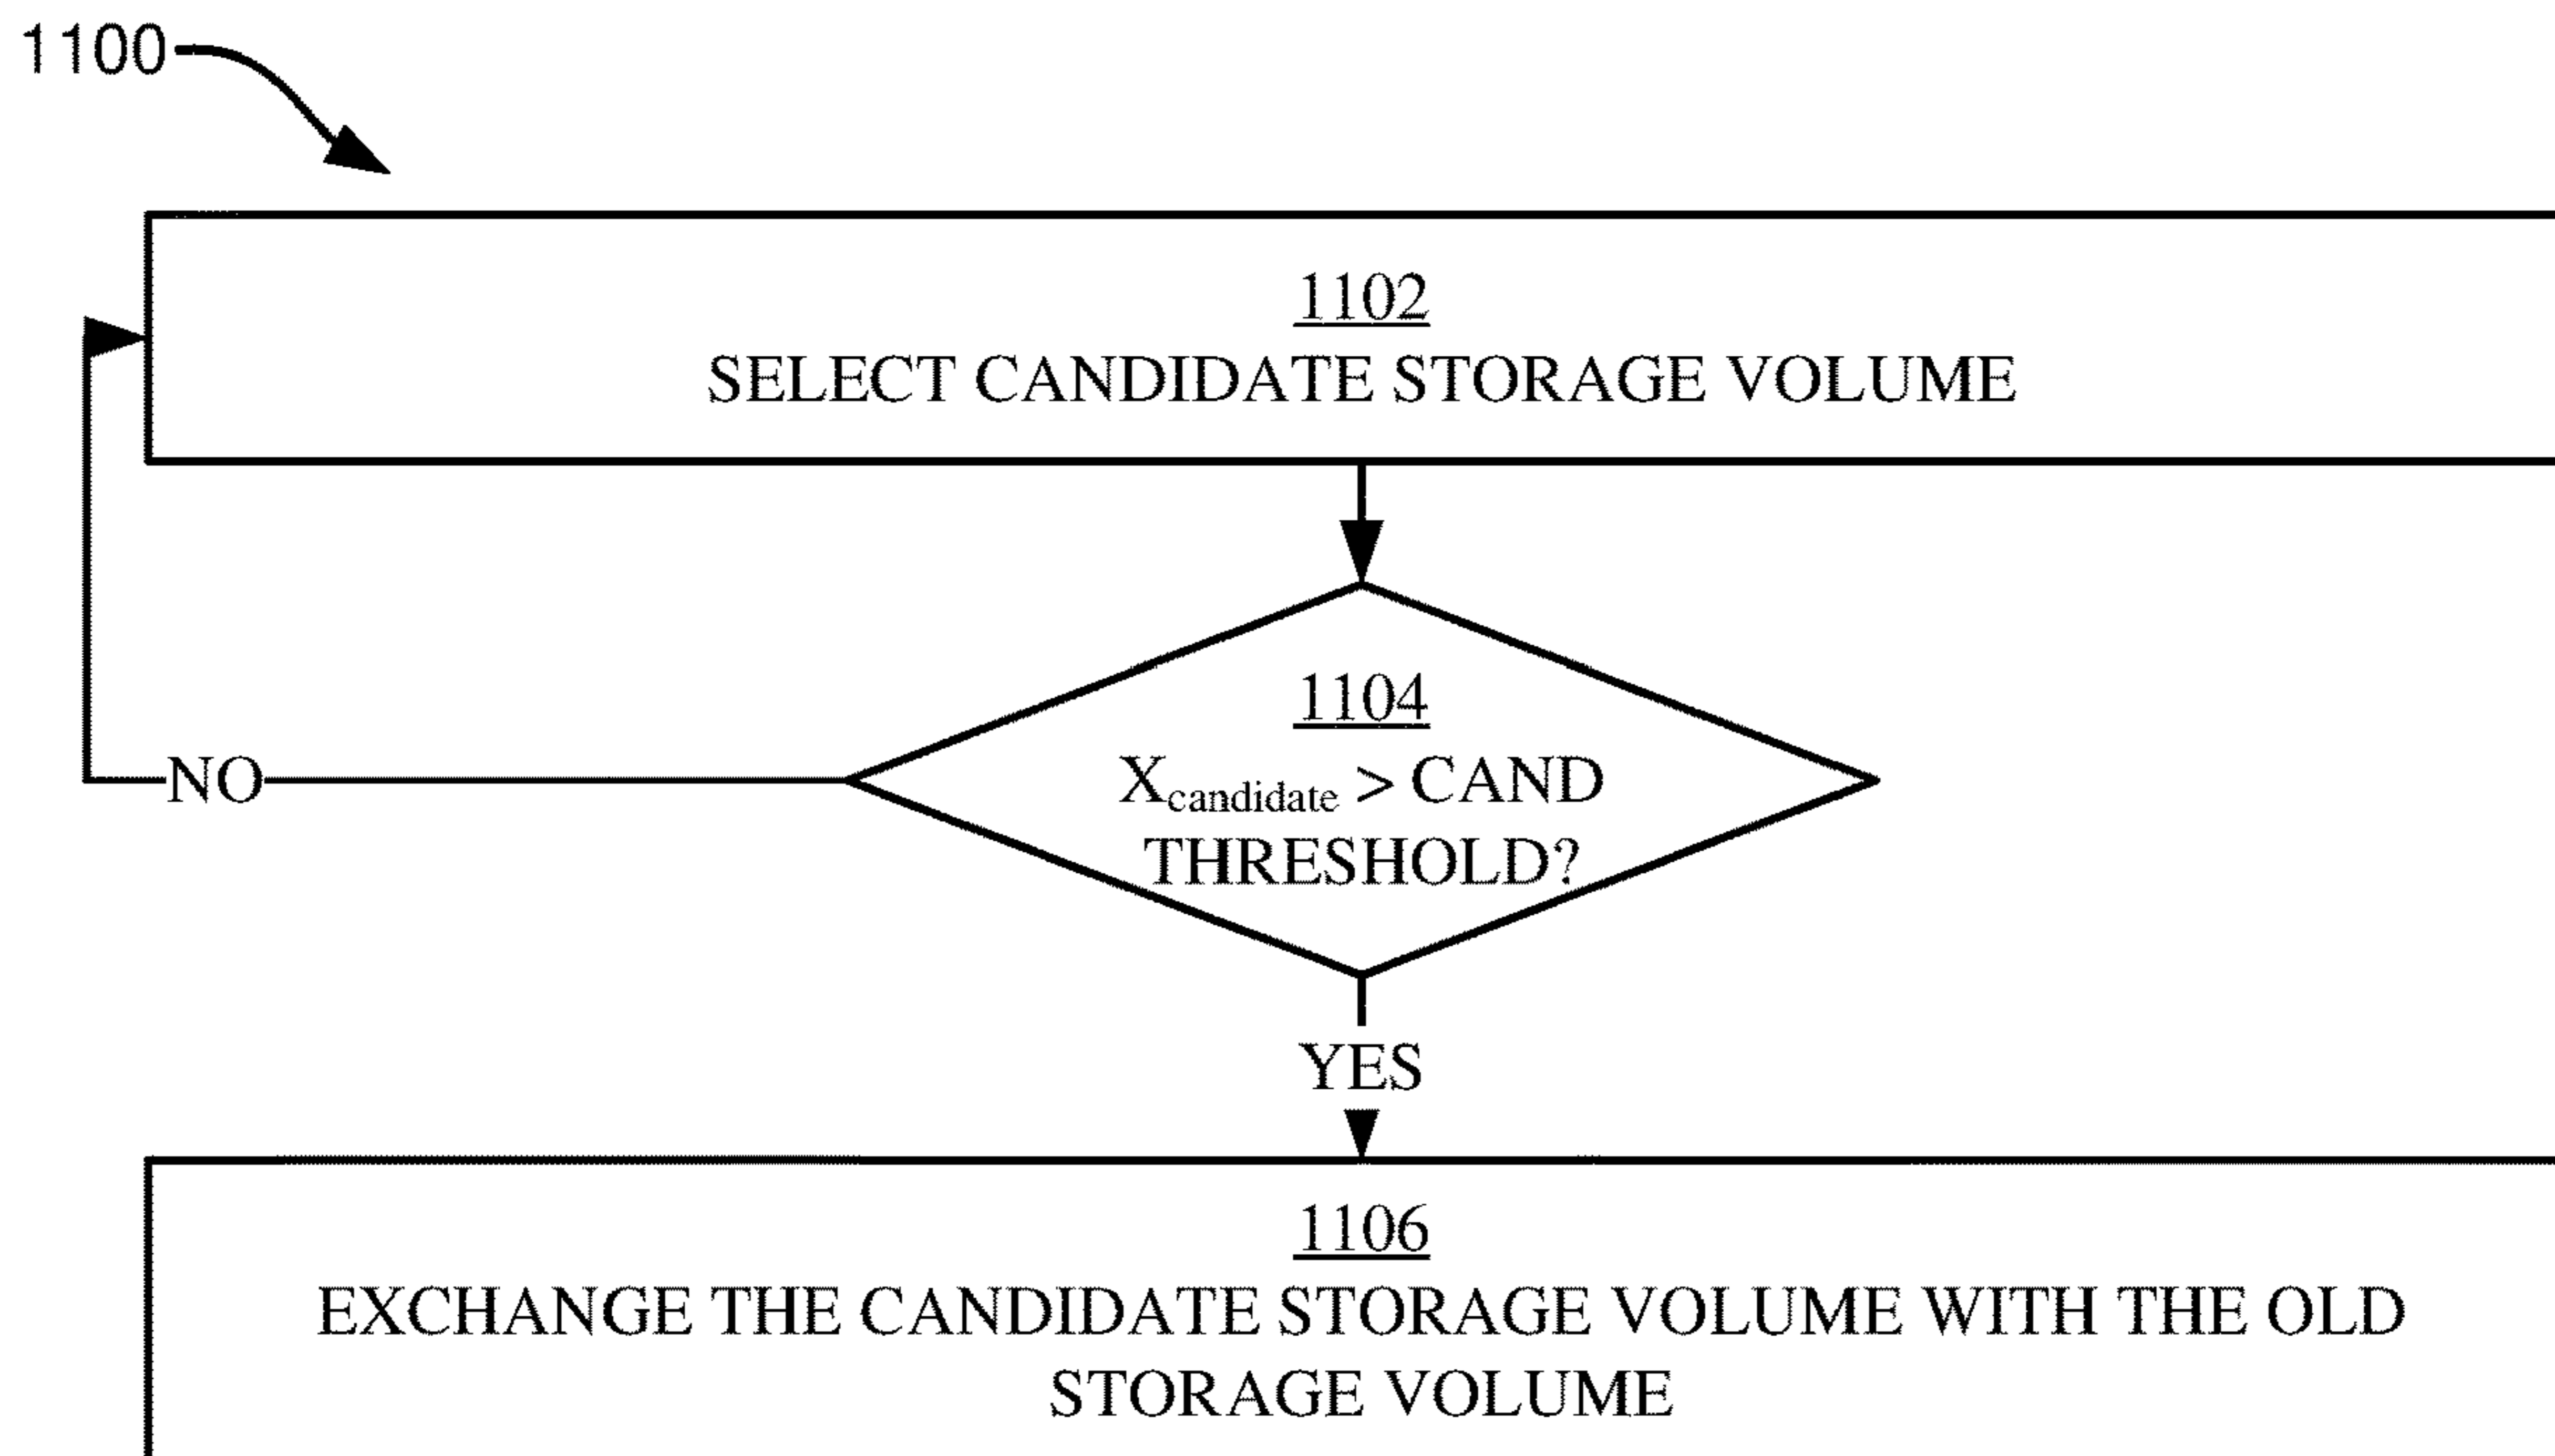 1100
1102
SELECT CANDIDATE STORAGE VOLUME
1104
Xcandidate > CAND
THRESHOLD?
NO
YES
1106
EXCHANGE THE CANDIDATE STORAGE VOLUME WITH THE OLD
STORAGE VOLUME